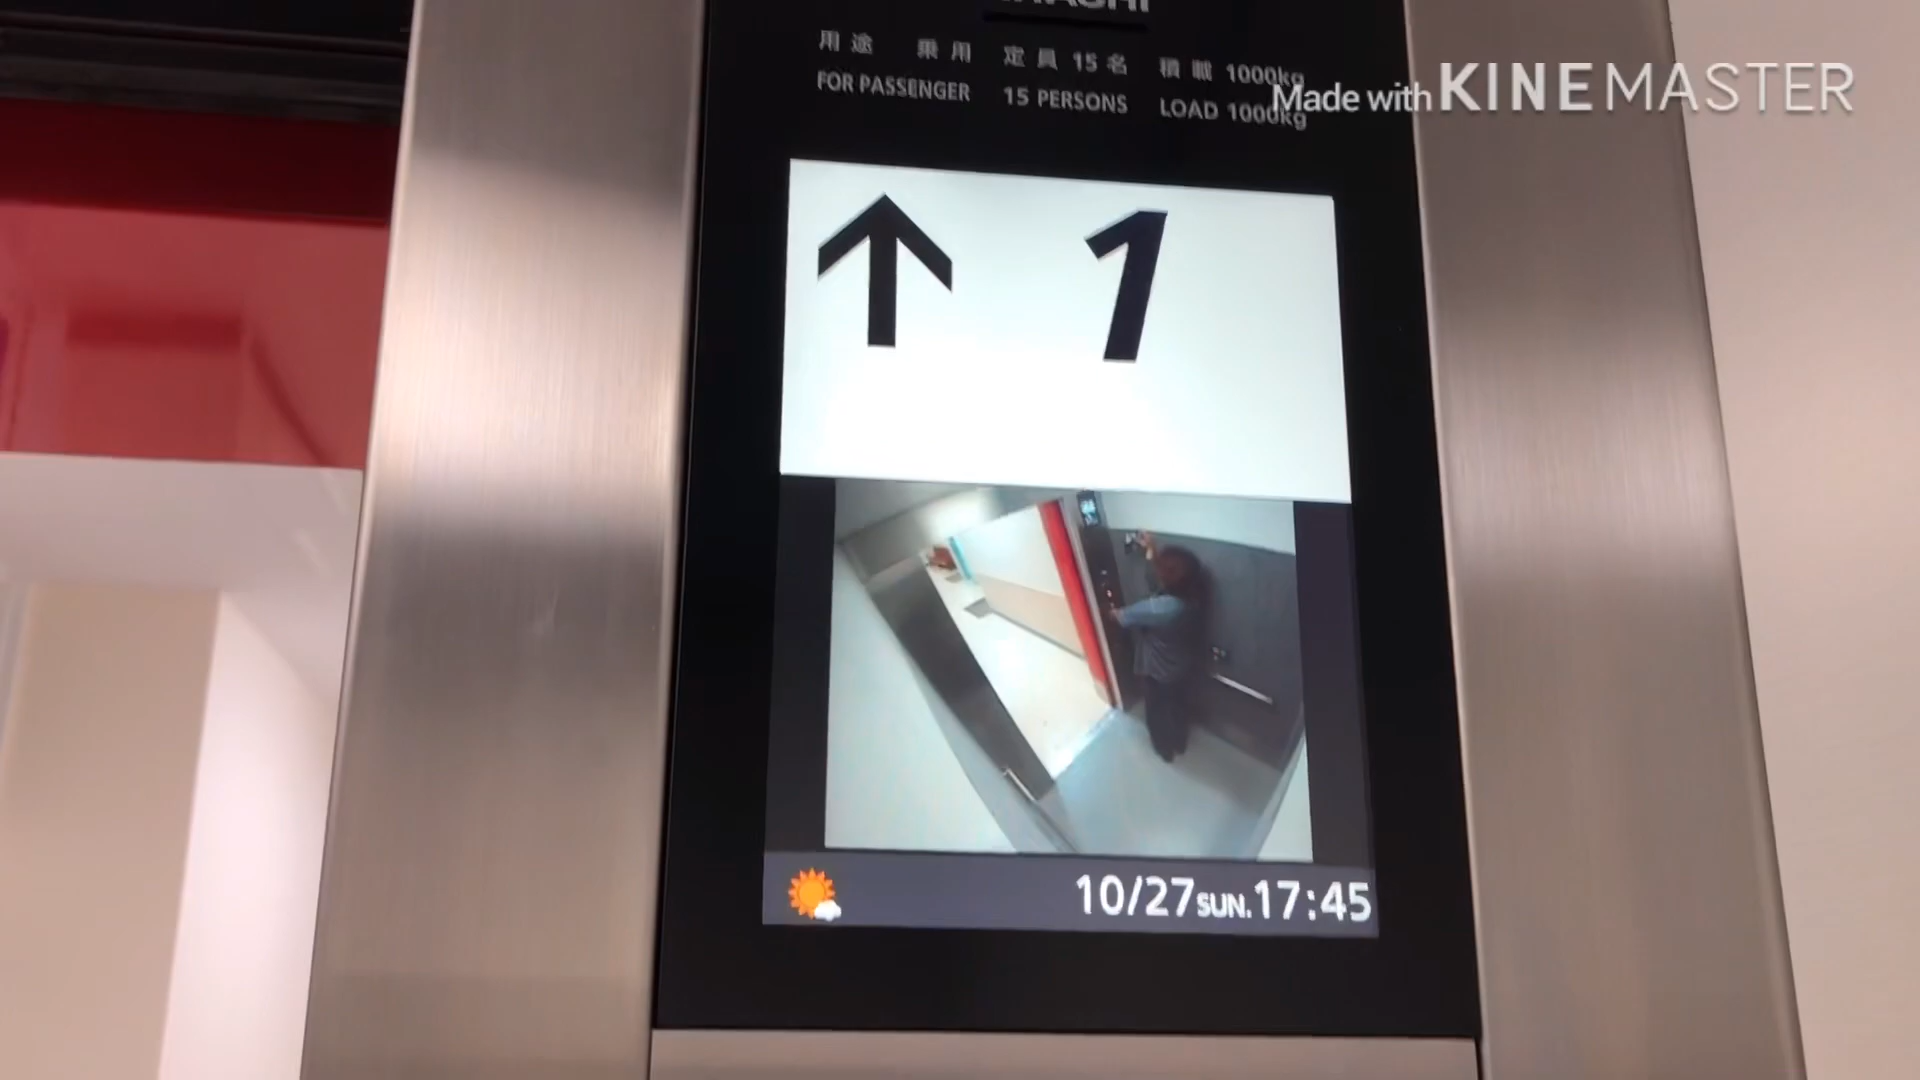 用途 乗用 定員 15名 積載 1000kg
FOR PASSENGER 15 PERSONS LOAD 1000kg
Made with KINEMASTER
1
10/27 SUN. 17:45